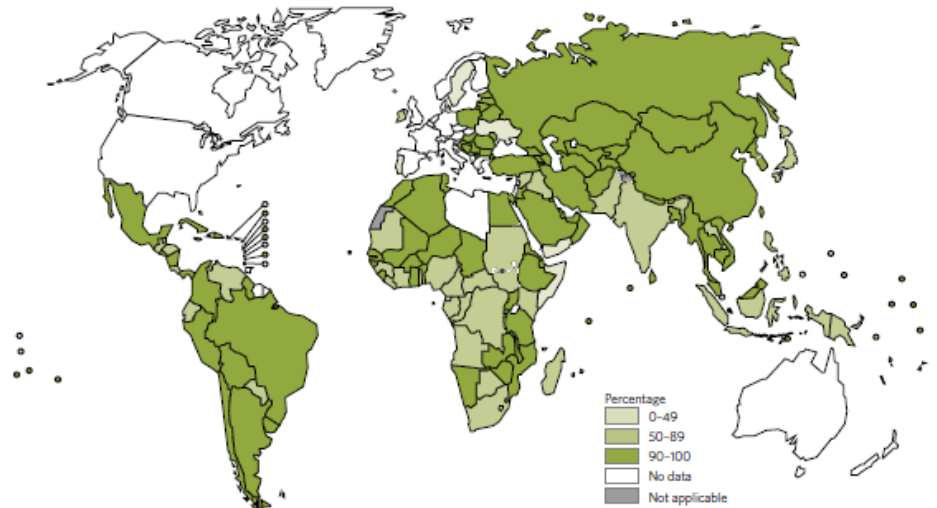 Percentage
0–49
50–89
90–100
No data
Not applicable